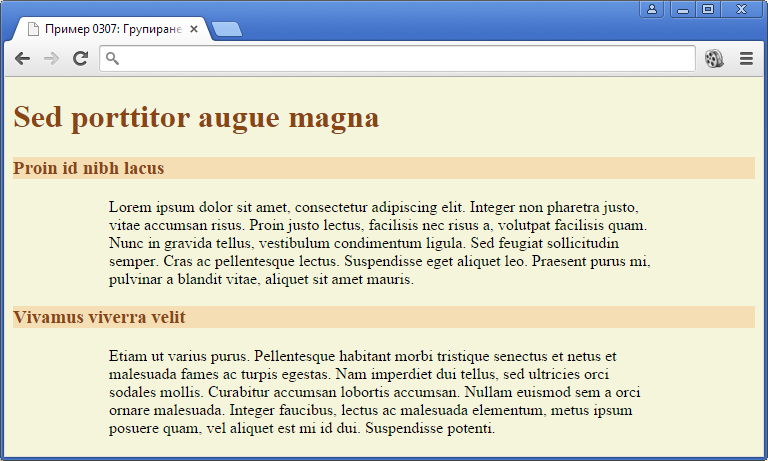 Пример 0307: Групиране
Sed porttitor augue magna
Proin id nibh lacus
Lorem ipsum dolor sit amet, consectetur adipiscing elit. Integer non pharetra justo,
vitae accumsan risus. Proin justo lectus, facilisis nec risus a, volutpat facilisis quam.
Nunc in gravida tellus, vestibulum condimentum ligula. Sed feugiat sollicitudin
semper. Cras ac pellentesque lectus. Suspendisse eget aliquet leo. Praesent purus mi,
pulvinar a blandit vitae, aliquet sit amet mauris.
Vivamus viverra velit
Etiam ut varius purus. Pellentesque habitant morbi tristique senectus et netus et
malesuada fames ac turpis egestas. Nam imperdiet dui tellus, sed ultricies orci
sodales mollis. Curabitur accumsan lobortis accumsan. Nullam euismod sem a orci
ornare malesuada. Integer faucibus, lectus ac malesuada elementum, metus ipsum
posuere quam, vel aliquet est mi id dui. Suspendisse potenti.